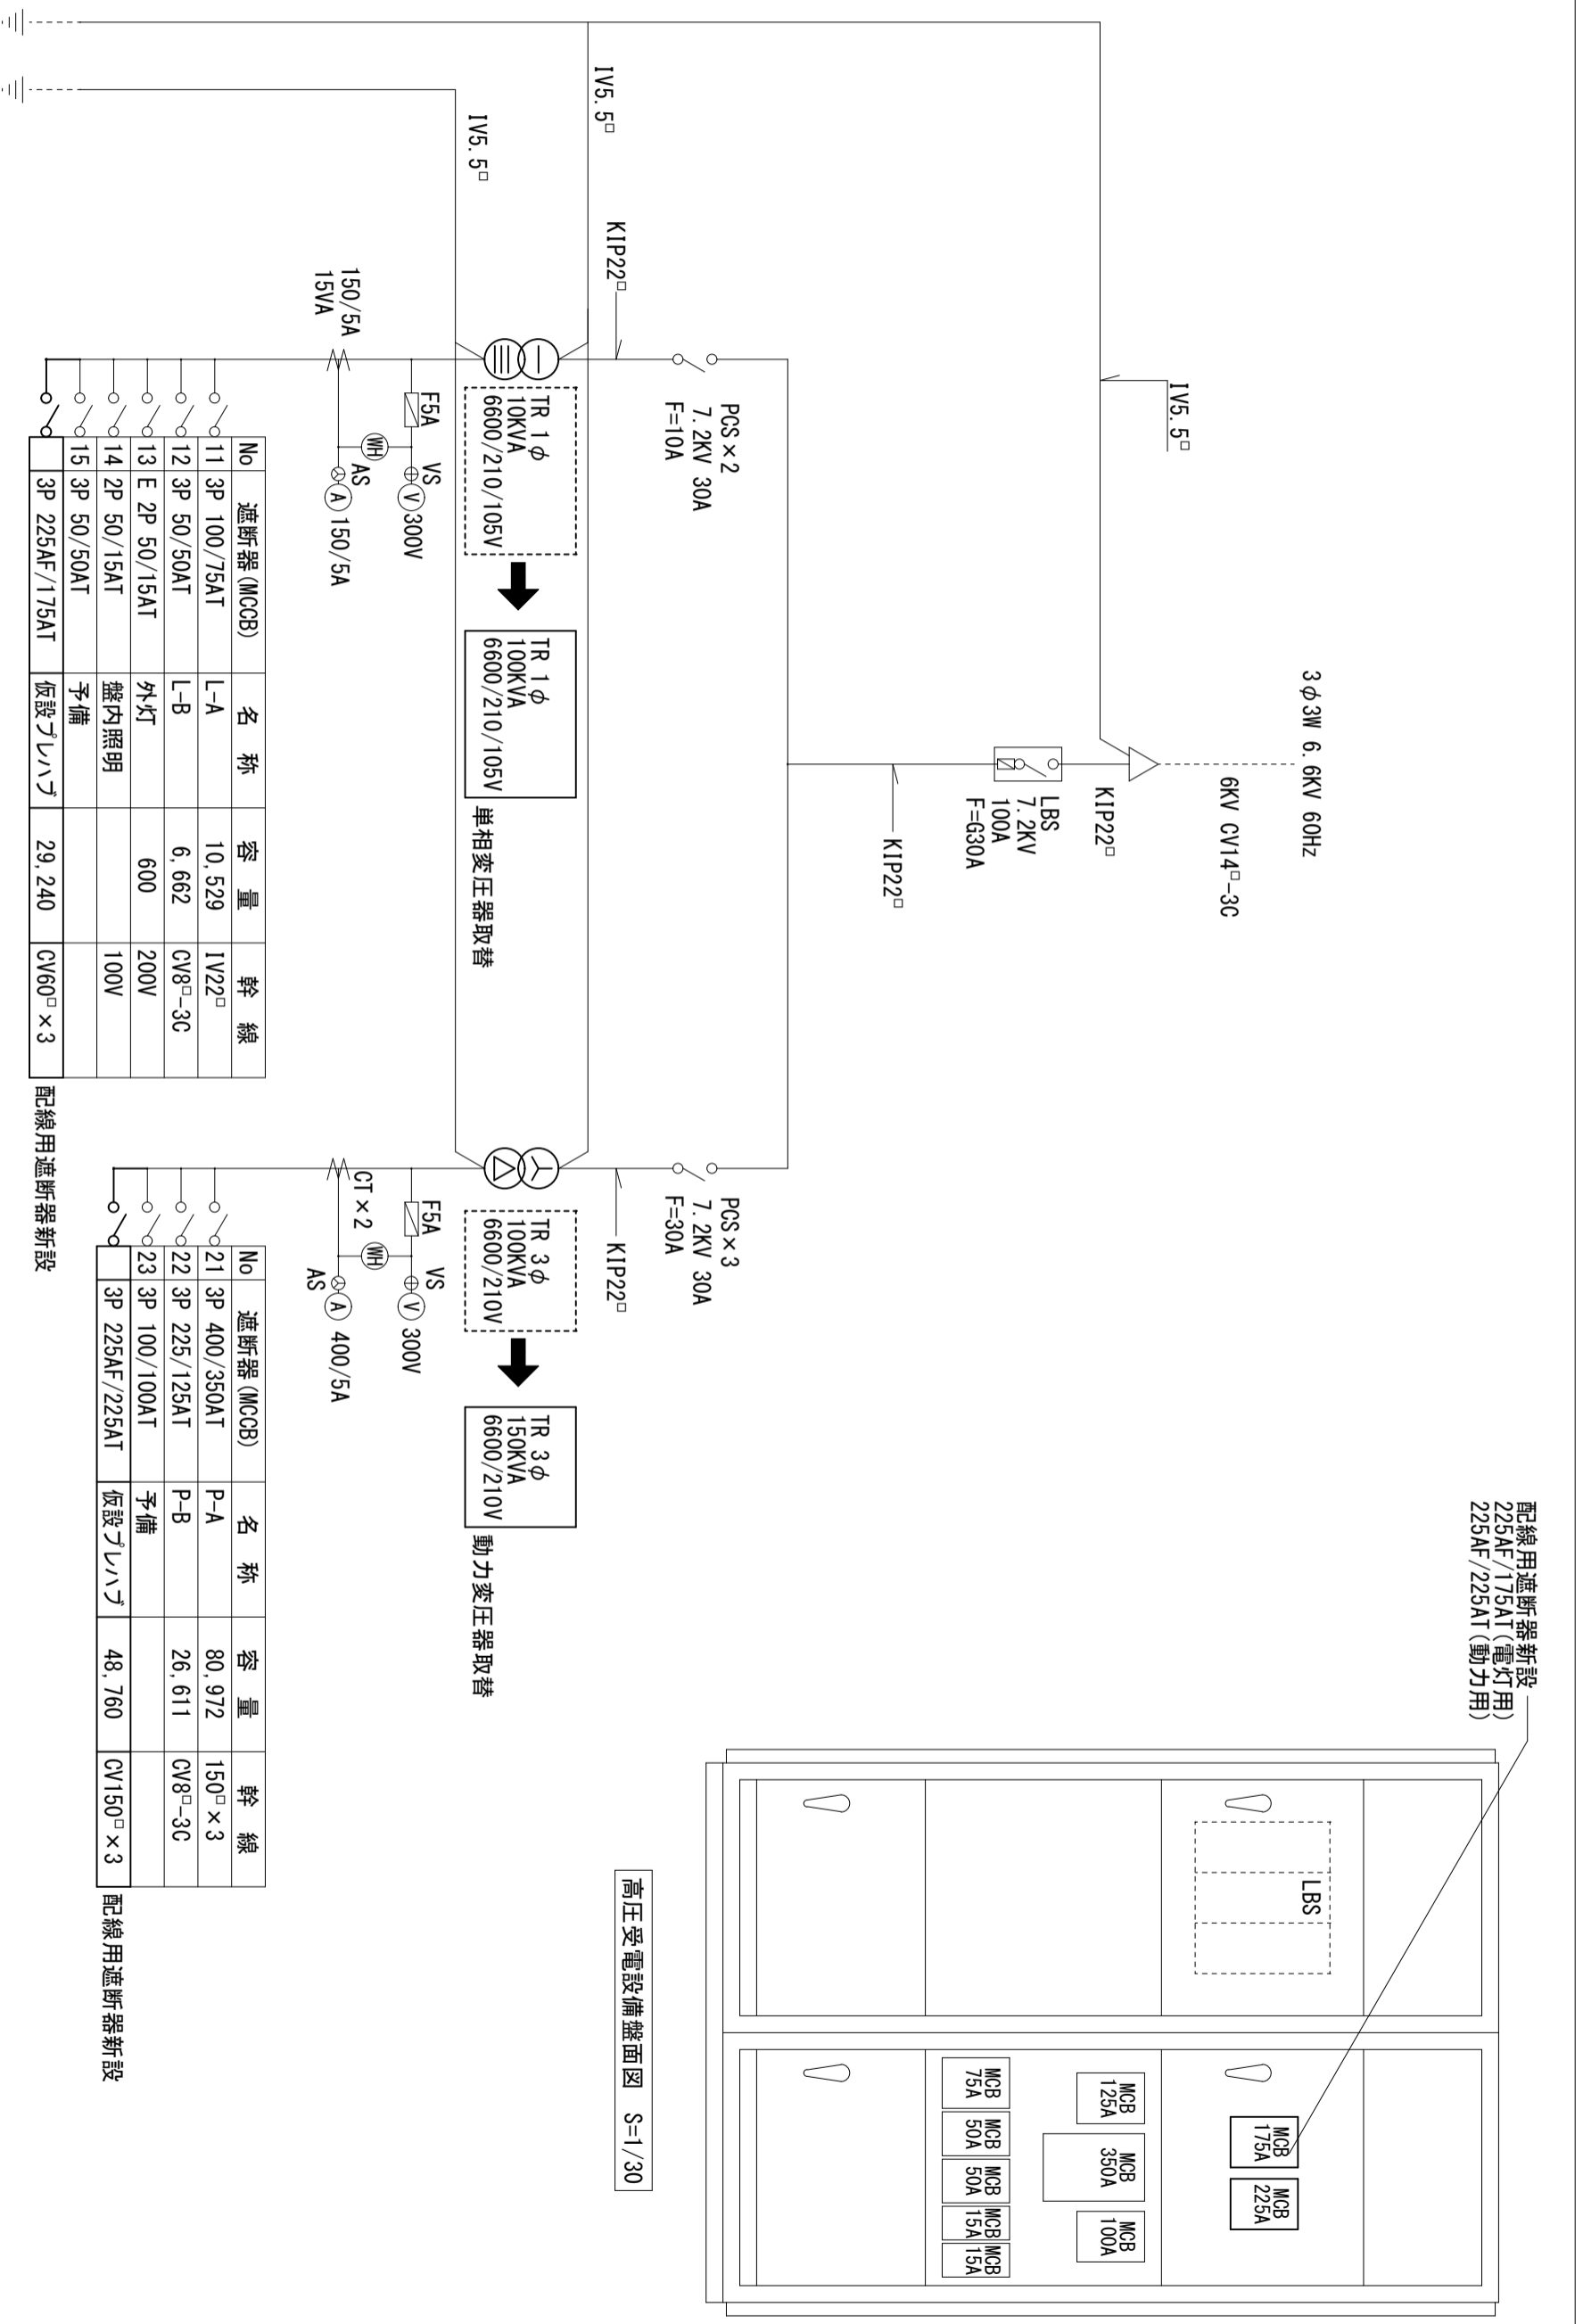 3φ3W 6.6KV 60Hz
6KV CV14□-3C
IV5.5□
KIP22□
LBS
7.2KV
100A
F=G30A
KIP22□
PCS×2
7.2KV 30A
F=10A
PCS×3
7.2KV 30A
F=30A
IV5.5□
KIP22□
KIP22□
IV5.5□
TR 1φ
10KVA
6600/210/105V
TR 1φ
100KVA
6600/210/105V
単相変圧器取替
TR 3φ
100KVA
6600/210V
TR 3φ
150KVA
6600/210V
動力変圧器取替
F5A
VS
V
300V
WH
AS
A
150/5A
150/5A
15VA
F5A
VS
V
300V
WH
CT×2
AS
A
400/5A
No 遮断器(MCCB) 名 称 容 量 幹 線
11 3P 100/75AT L-A 10,529 IV22□
12 3P 50/50AT L-B 6,662 CV8□-3C
13 E 2P 50/15AT 外灯 600 200V
14 2P 50/15AT 盤内照明 100V
15 3P 50/50AT 予備
3P 225AF/175AT 仮設プレハブ 29,240 CV60□×3
配線用遮断器新設
No 遮断器(MCCB) 名 称 容 量 幹 線
21 3P 400/350AT P-A 80,972 150□×3
22 3P 225/125AT P-B 26,611 CV8□-3C
23 3P 100/100AT 予備
3P 225AF/225AT 仮設プレハブ 48,760 CV150□×3
配線用遮断器新設
配線用遮断器新設
225AF/175AT(電灯用)
225AF/225AT(動力用)
LBS
MCB
175A
MCB
225A
MCB
125A
MCB
350A
MCB
100A
MCB
75A
MCB
50A
MCB
50A
MCB
15A
MCB
15A
高圧受電設備盤面図 S=1/30